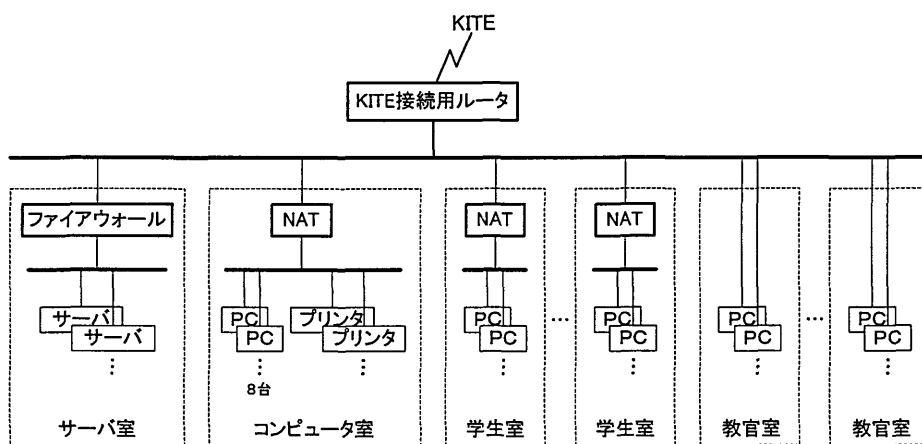 KITE
KITE接続用ルータ
ファイアウォール
NAT
NAT
NAT
サーバ
サーバ
⋮
PC
PC
⋮
8台
プリンタ
プリンタ
⋮
PC
PC
⋮
…
PC
PC
⋮
PC
PC
⋮
…
PC
PC
⋮
サーバ室
コンピュータ室
学生室
学生室
教官室
教官室